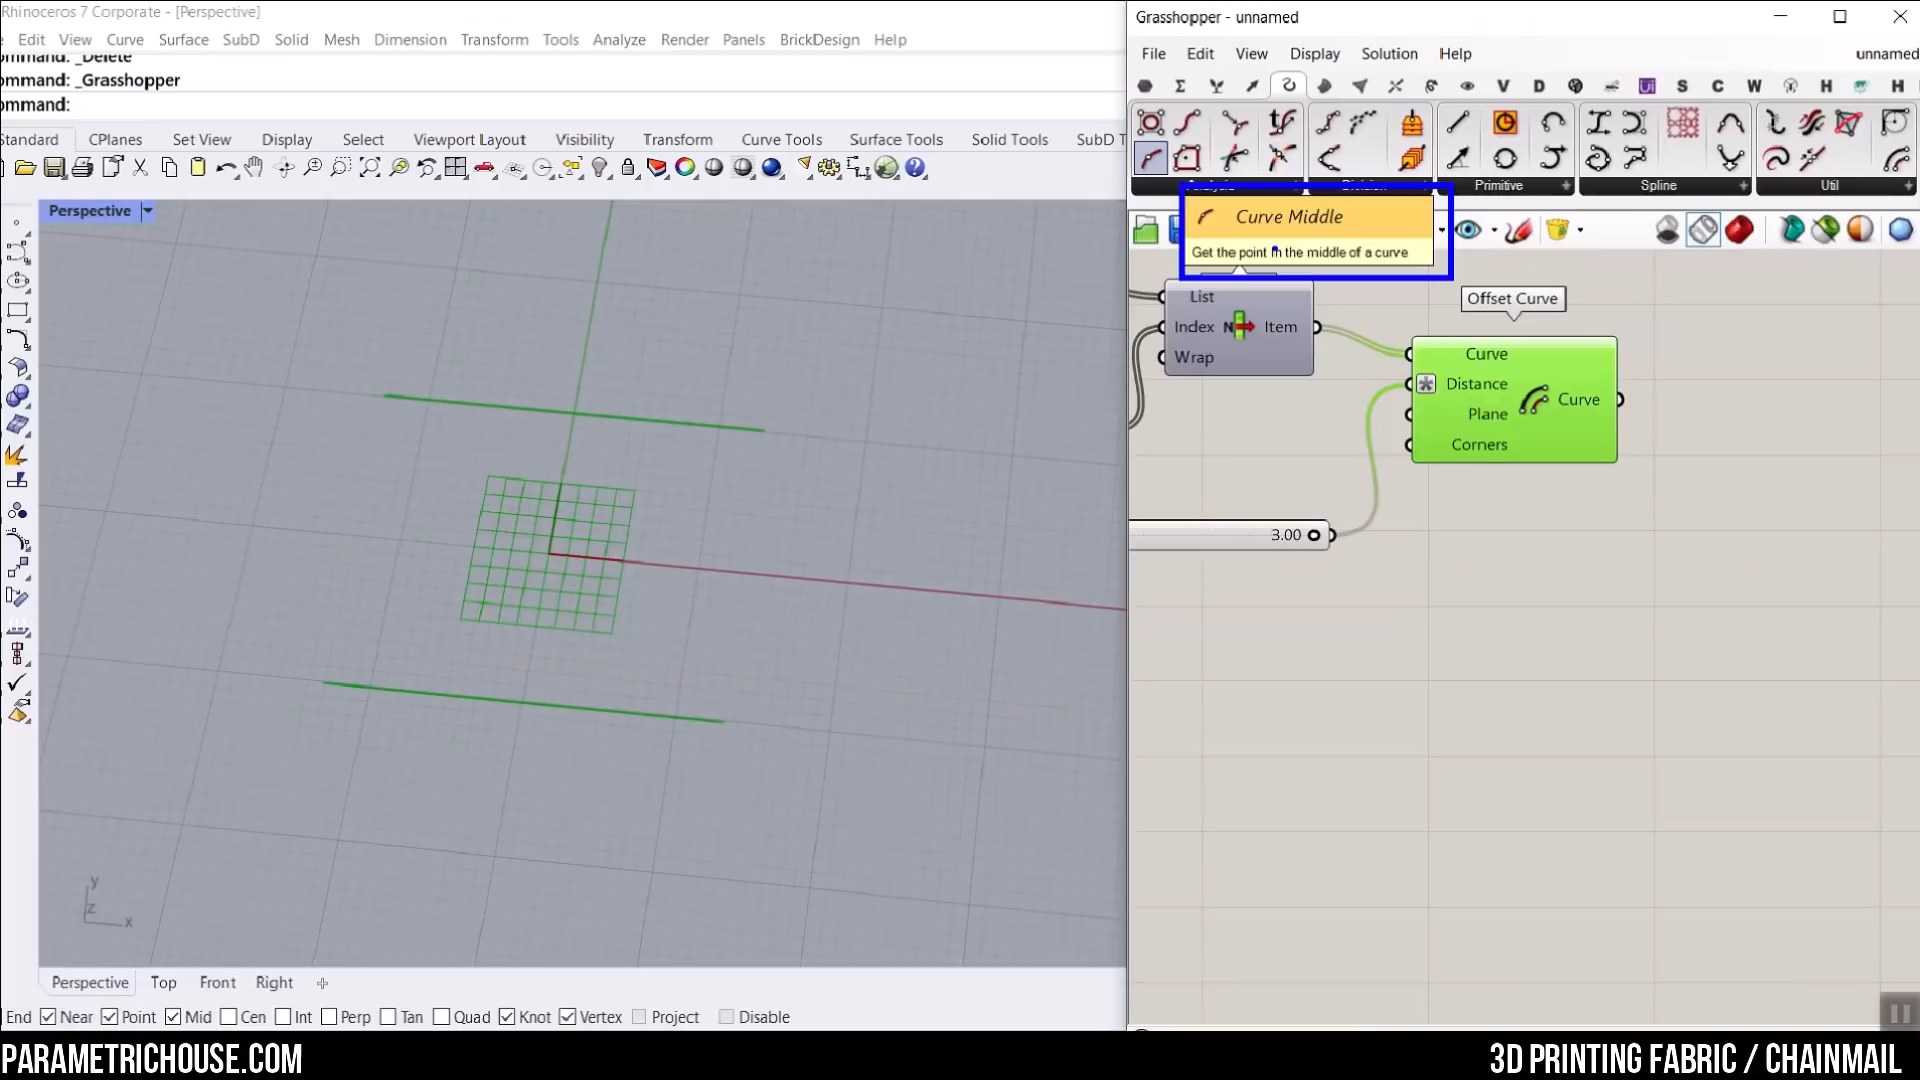 Rhinoceros 7 Corporate - [Perspective]
Edit View Curve Surface SubD Solid Mesh Dimension Transform Tools Analyze Render Panels BrickDesign Help
ommand: _Delete
ommand: _Grasshopper
ommand:
Standard CPlanes Set View Display Select Viewport Layout Visibility Transform Curve Tools Surface Tools Solid Tools SubD T
Perspective
y
z
x
Perspective Top Front Right
End Near Point Mid Cen Int Perp Tan Quad Knot Vertex Project Disable
Grasshopper - unnamed
File Edit View Display Solution Help unnamed
V D S C W H H
Primitive Spline Util
Curve Middle
Get the point in the middle of a curve
List
Index N Item
Wrap
Offset Curve
Curve
Distance
Plane
Corners
Curve
3.00
PARAMETRICHOUSE.COM
3D PRINTING FABRIC / CHAINMAIL